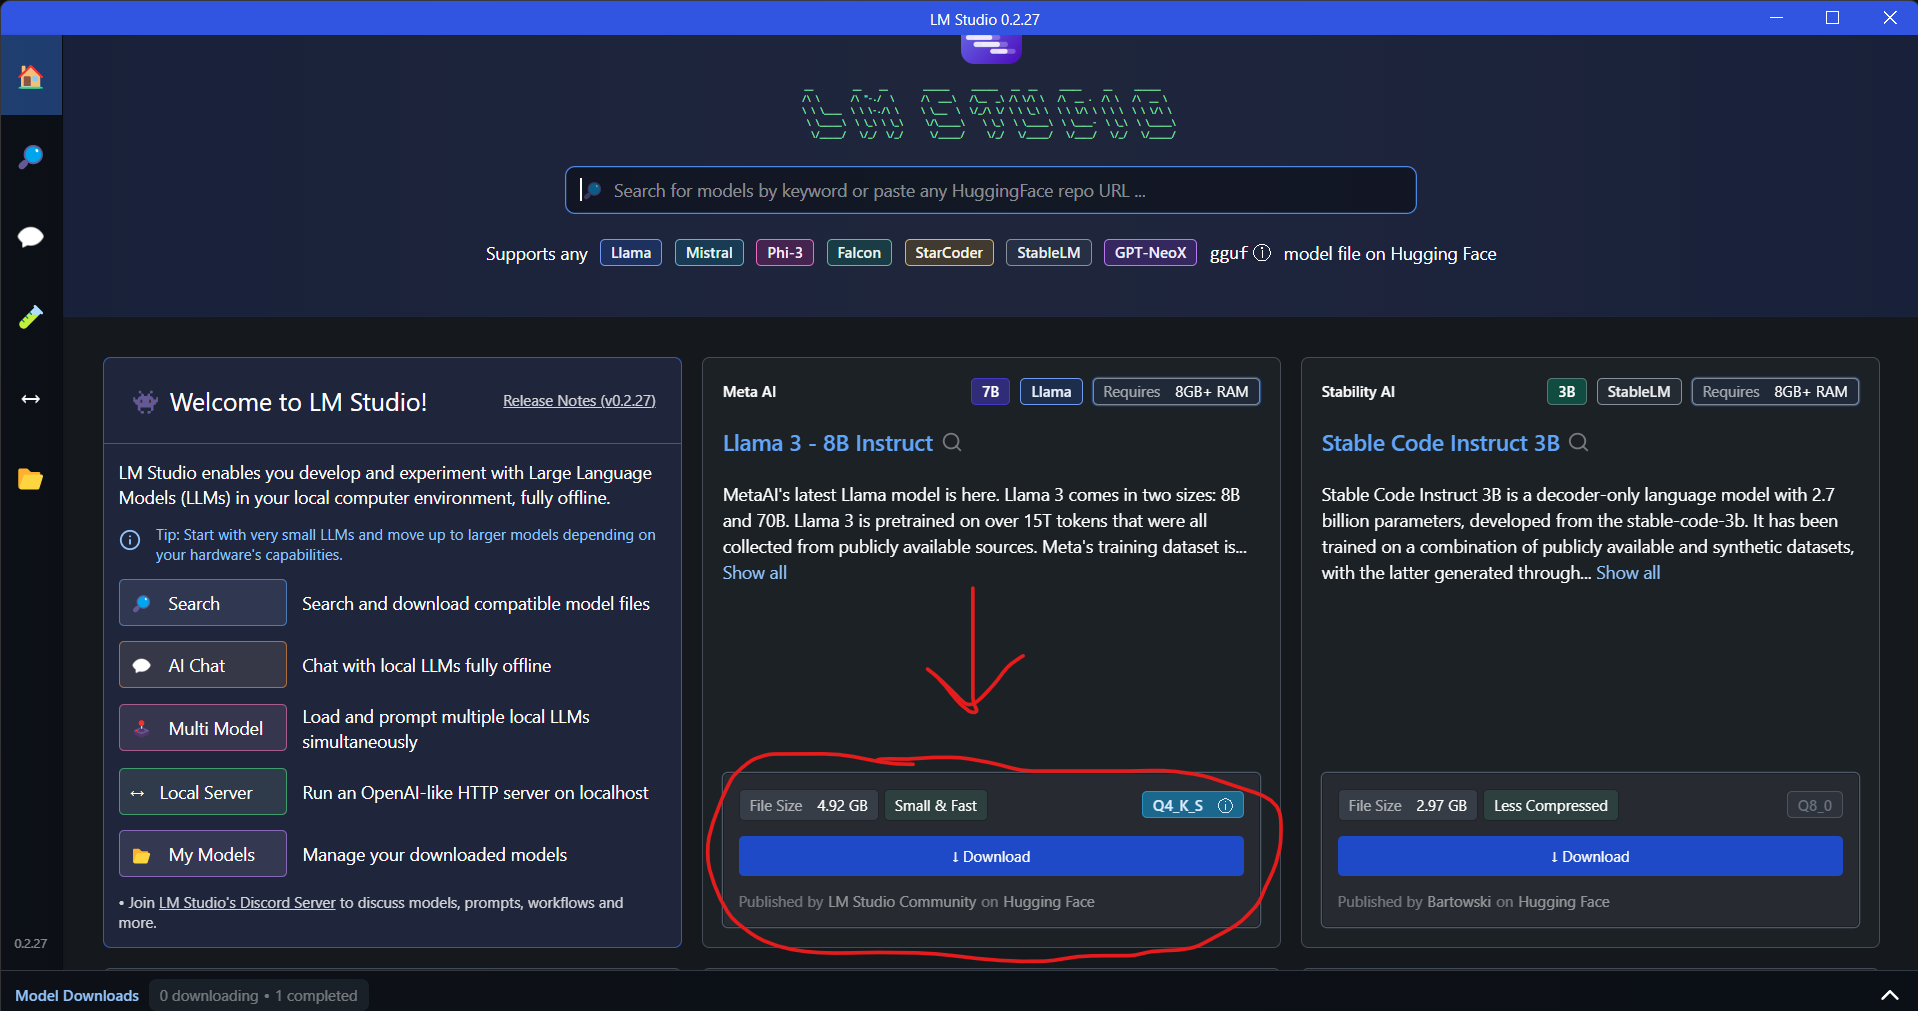 LM Studio 0.2.27
LM STUDIO
Search for models by keyword or paste any HuggingFace repo URL ...
Supports any Llama Mistral Phi-3 Falcon StarCoder StableLM GPT-NeoX gguf model file on Hugging Face
Welcome to LM Studio!
Release Notes (v0.2.27)
LM Studio enables you develop and experiment with Large Language
Models (LLMs) in your local computer environment, fully offline.
Tip: Start with very small LLMs and move up to larger models depending on
your hardware's capabilities.
Search
Search and download compatible model files
AI Chat
Chat with local LLMs fully offline
Multi Model
Load and prompt multiple local LLMs
simultaneously
Local Server
Run an OpenAI-like HTTP server on localhost
My Models
Manage your downloaded models
• Join LM Studio's Discord Server to discuss models, prompts, workflows and
more.
Meta AI
7B
Llama
Requires 8GB+ RAM
Llama 3 - 8B Instruct
MetaAI's latest Llama model is here. Llama 3 comes in two sizes: 8B
and 70B. Llama 3 is pretrained on over 15T tokens that were all
collected from publicly available sources. Meta's training dataset is...
Show all
File Size 4.92 GB
Small & Fast
Q4_K_S
↓ Download
Published by LM Studio Community on Hugging Face
Stability AI
3B
StableLM
Requires 8GB+ RAM
Stable Code Instruct 3B
Stable Code Instruct 3B is a decoder-only language model with 2.7
billion parameters, developed from the stable-code-3b. It has been
trained on a combination of publicly available and synthetic datasets,
with the latter generated through... Show all
File Size 2.97 GB
Less Compressed
Q8_0
↓ Download
Published by Bartowski on Hugging Face
0.2.27
Model Downloads
0 downloading • 1 completed